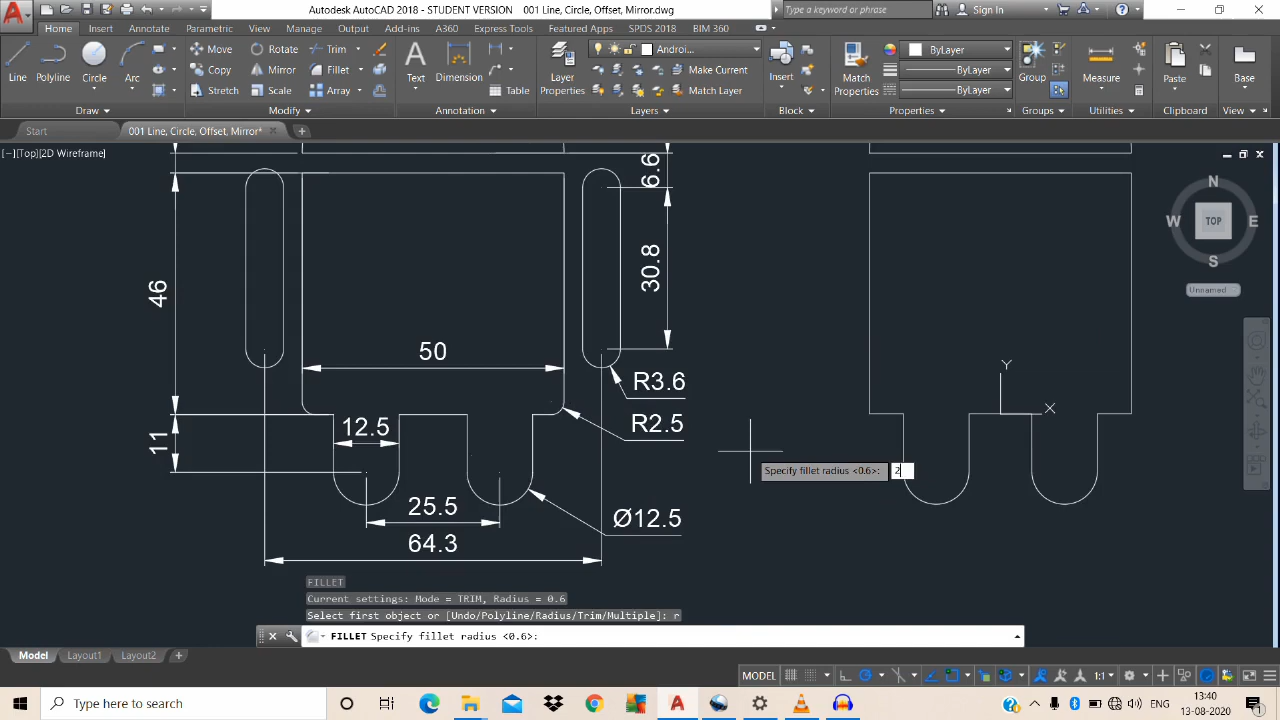 Autodesk AutoCAD 2018 - STUDENT VERSION 001 Line, Circle, Offset, Mirror.dwg
Type a keyword or phrase
Sign In
Home Insert Annotate Parametric View Manage Output Add-ins A360 Express Tools Featured Apps SPDS 2018 BIM 360
Line Polyline Circle Arc
Move Rotate Trim
Copy Mirror Fillet
Stretch Scale Array
Text Dimension Table
Layer Properties
Androi...
Make Current
Match Layer
Insert
Match Properties
ByLayer
ByLayer
ByLayer
Group Measure Paste Base
Draw Modify Annotation Layers Block Properties Groups Utilities Clipboard View
Start 001 Line, Circle, Offset, Mirror*
[−][Top][2D Wireframe]
N
W TOP E
S
Unnamed
6.6
30.8
46
50
R3.6
R2.5
12.5
11
25.5
Ø12.5
64.3
Y
X
Specify fillet radius <0.6>: 2
FILLET
Current settings: Mode = TRIM, Radius = 0.6
Select first object or [Undo/Polyline/Radius/Trim/Multiple]: r
FILLET Specify fillet radius <0.6>:
Model Layout1 Layout2
MODEL 1:1
Type here to search
ENG
13:40
13-08-2020
1